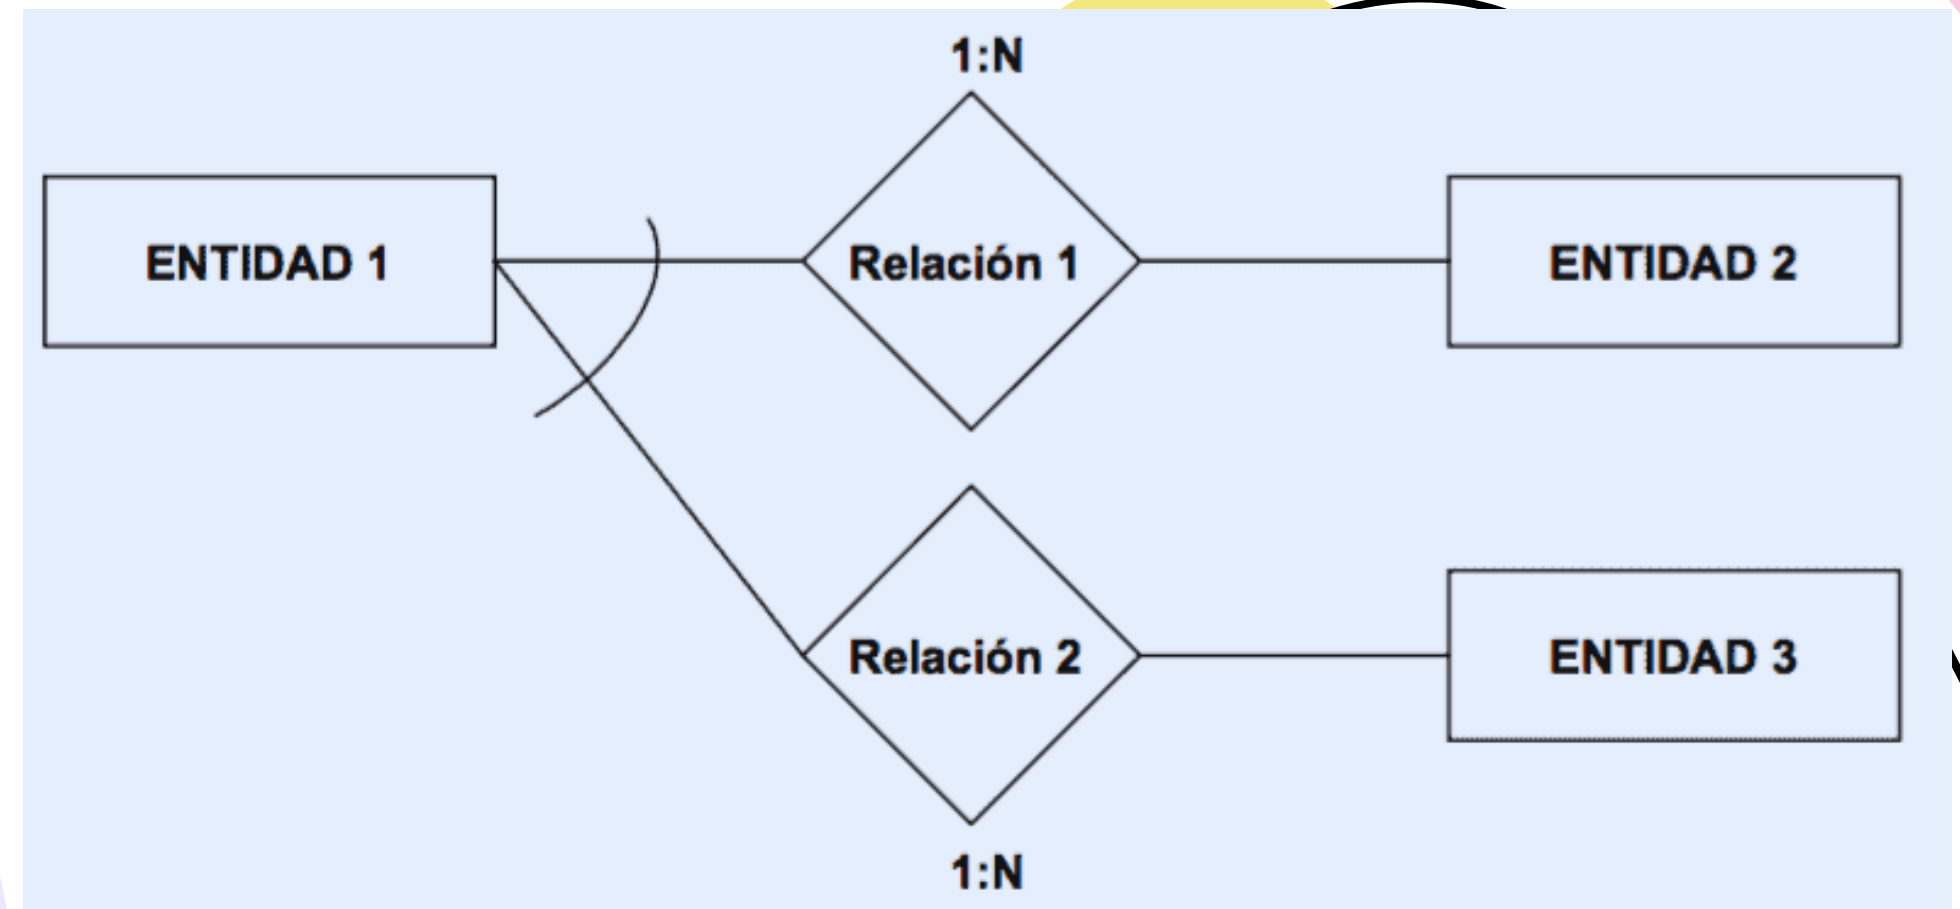 1:N
ENTIDAD 1
Relación 1
ENTIDAD 2
Relación 2
ENTIDAD 3
1:N